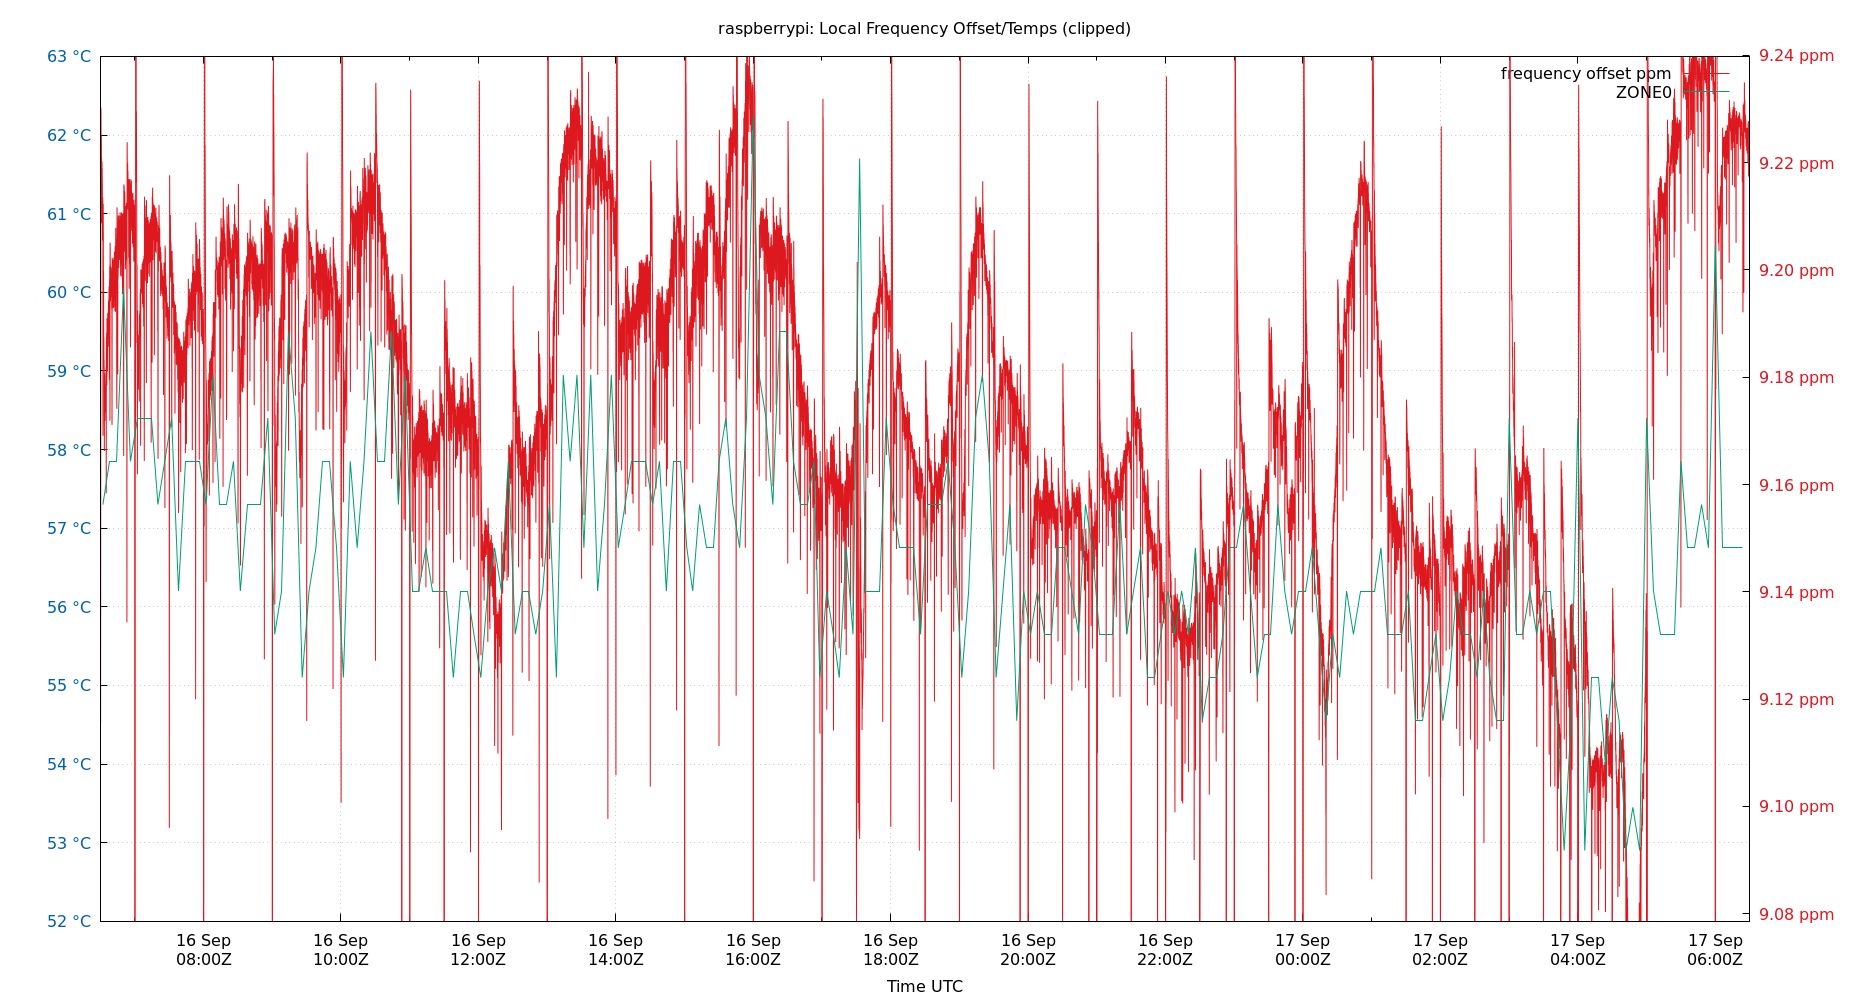 raspberrypi: Local Frequency Offset/Temps (clipped)
63 °C
62 °C
61 °C
60 °C
59 °C
58 °C
57 °C
56 °C
55 °C
54 °C
53 °C
52 °C
frequency offset ppm
ZONE0
9.24 ppm
9.22 ppm
9.20 ppm
9.18 ppm
9.16 ppm
9.14 ppm
9.12 ppm
9.10 ppm
9.08 ppm
16 Sep 08:00Z
16 Sep 10:00Z
16 Sep 12:00Z
16 Sep 14:00Z
16 Sep 16:00Z
16 Sep 18:00Z
16 Sep 20:00Z
16 Sep 22:00Z
17 Sep 00:00Z
17 Sep 02:00Z
17 Sep 04:00Z
17 Sep 06:00Z
Time UTC